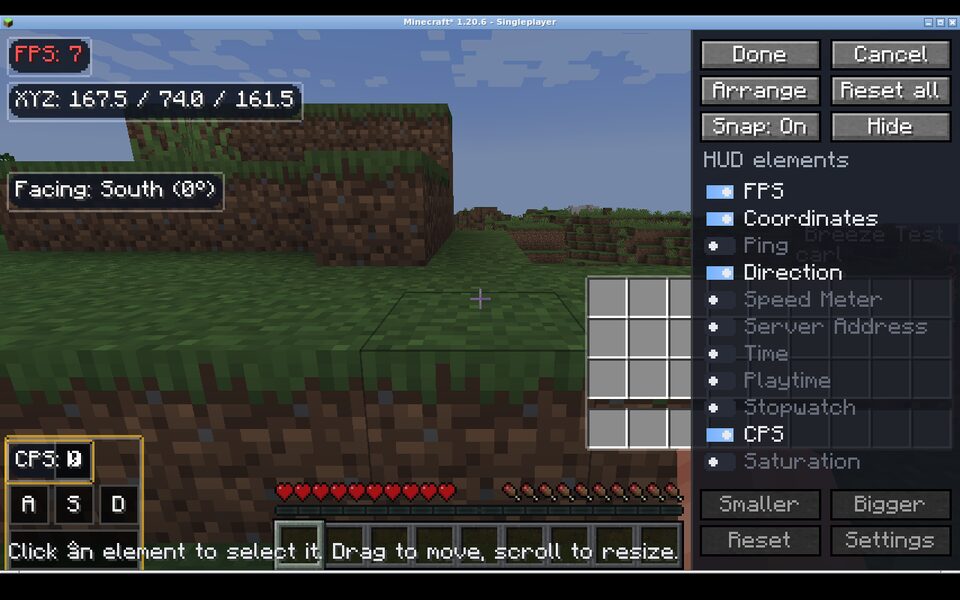 Minecraft* 1.20.6 - Singleplayer
FPS: 7
XYZ: 167.5 / 74.0 / 161.5
Facing: South (0°)
CPS: 0
A S D
Click an element to select it. Drag to move, scroll to resize.
Done Cancel
Arrange Reset all
Snap: On Hide
HUD elements
FPS
Coordinates
Ping
Breeze Test
Direction
Speed Meter
Server Address
Time
Playtime
Stopwatch
CPS
Saturation
Smaller Bigger
Reset Settings